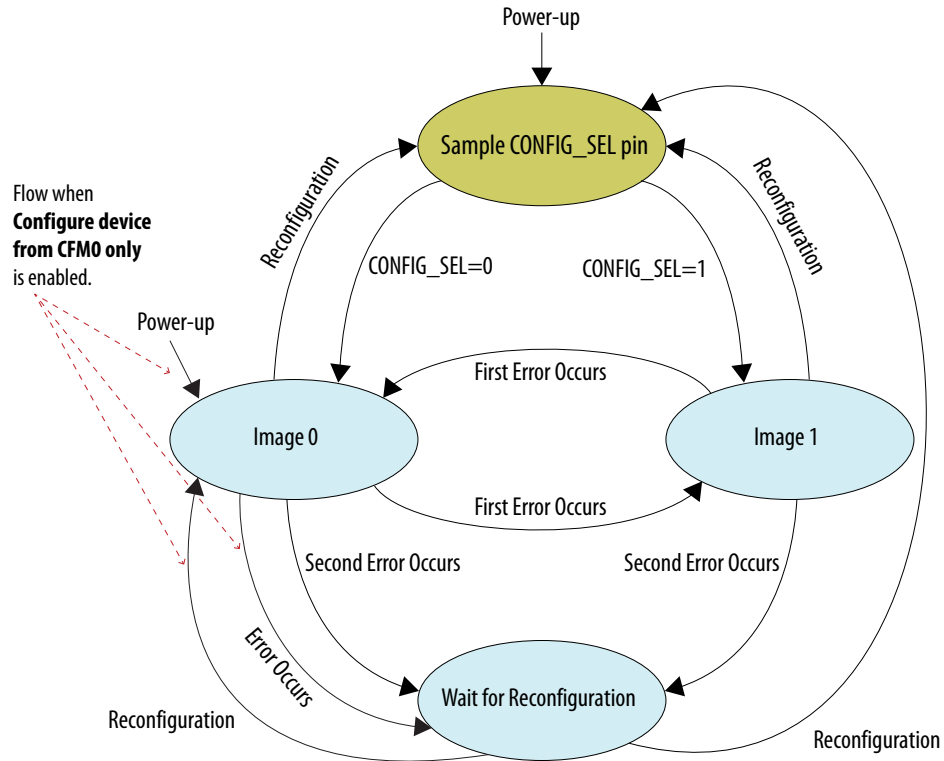 Power-up
Sample CONFIG_SEL pin
Reconfiguration
Reconfiguration
Flow when
Configure device
from CFM0 only
is enabled.
CONFIG_SEL=0
CONFIG_SEL=1
Power-up
First Error Occurs
Image 0
Image 1
First Error Occurs
Second Error Occurs
Second Error Occurs
Error Occurs
Wait for Reconfiguration
Reconfiguration
Reconfiguration